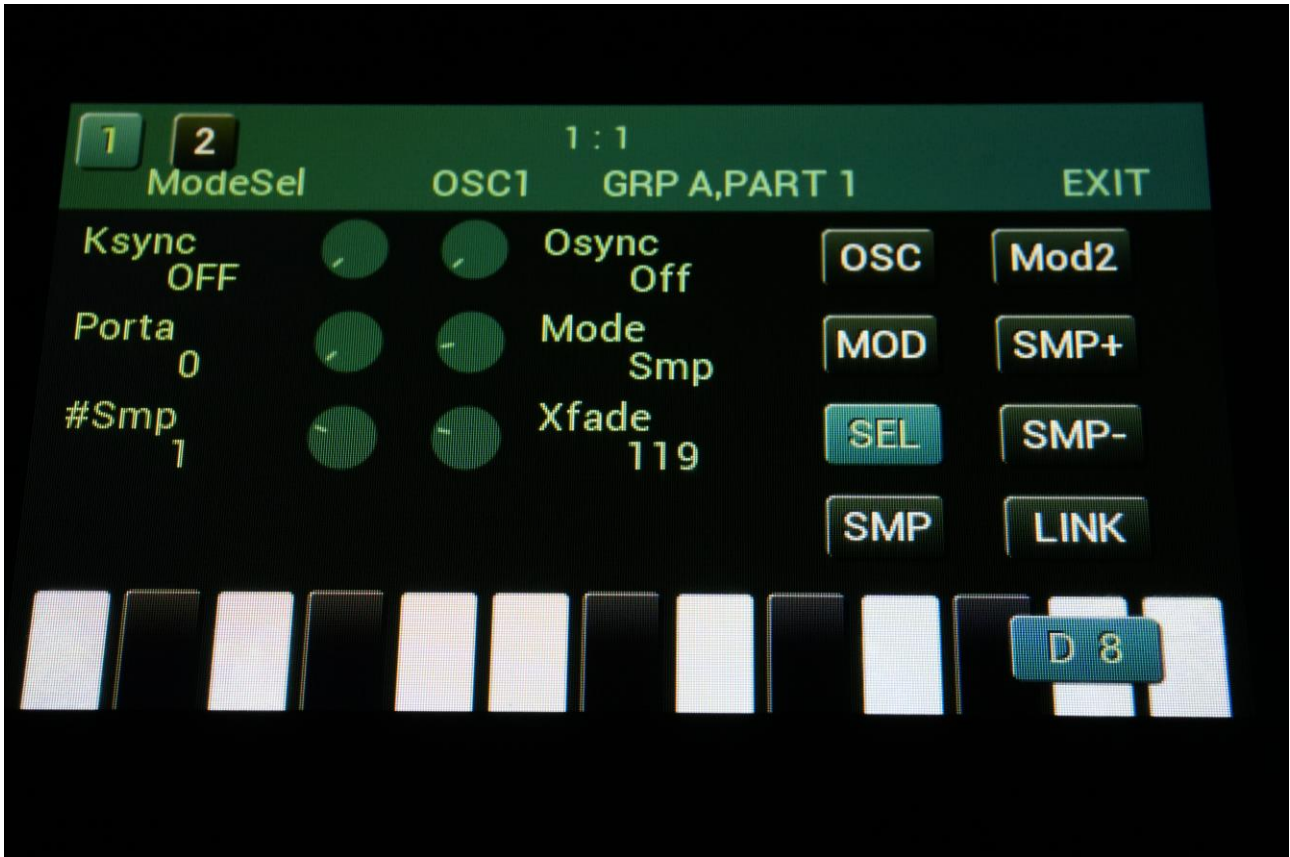 1 2 1 : 1
ModeSel OSC1 GRP A,PART 1 EXIT
Ksync Osync OSC Mod2
OFF Off
Porta Mode MOD SMP+
0 Smp
#Smp Xfade SEL SMP-
1 119
SMP LINK
D 8